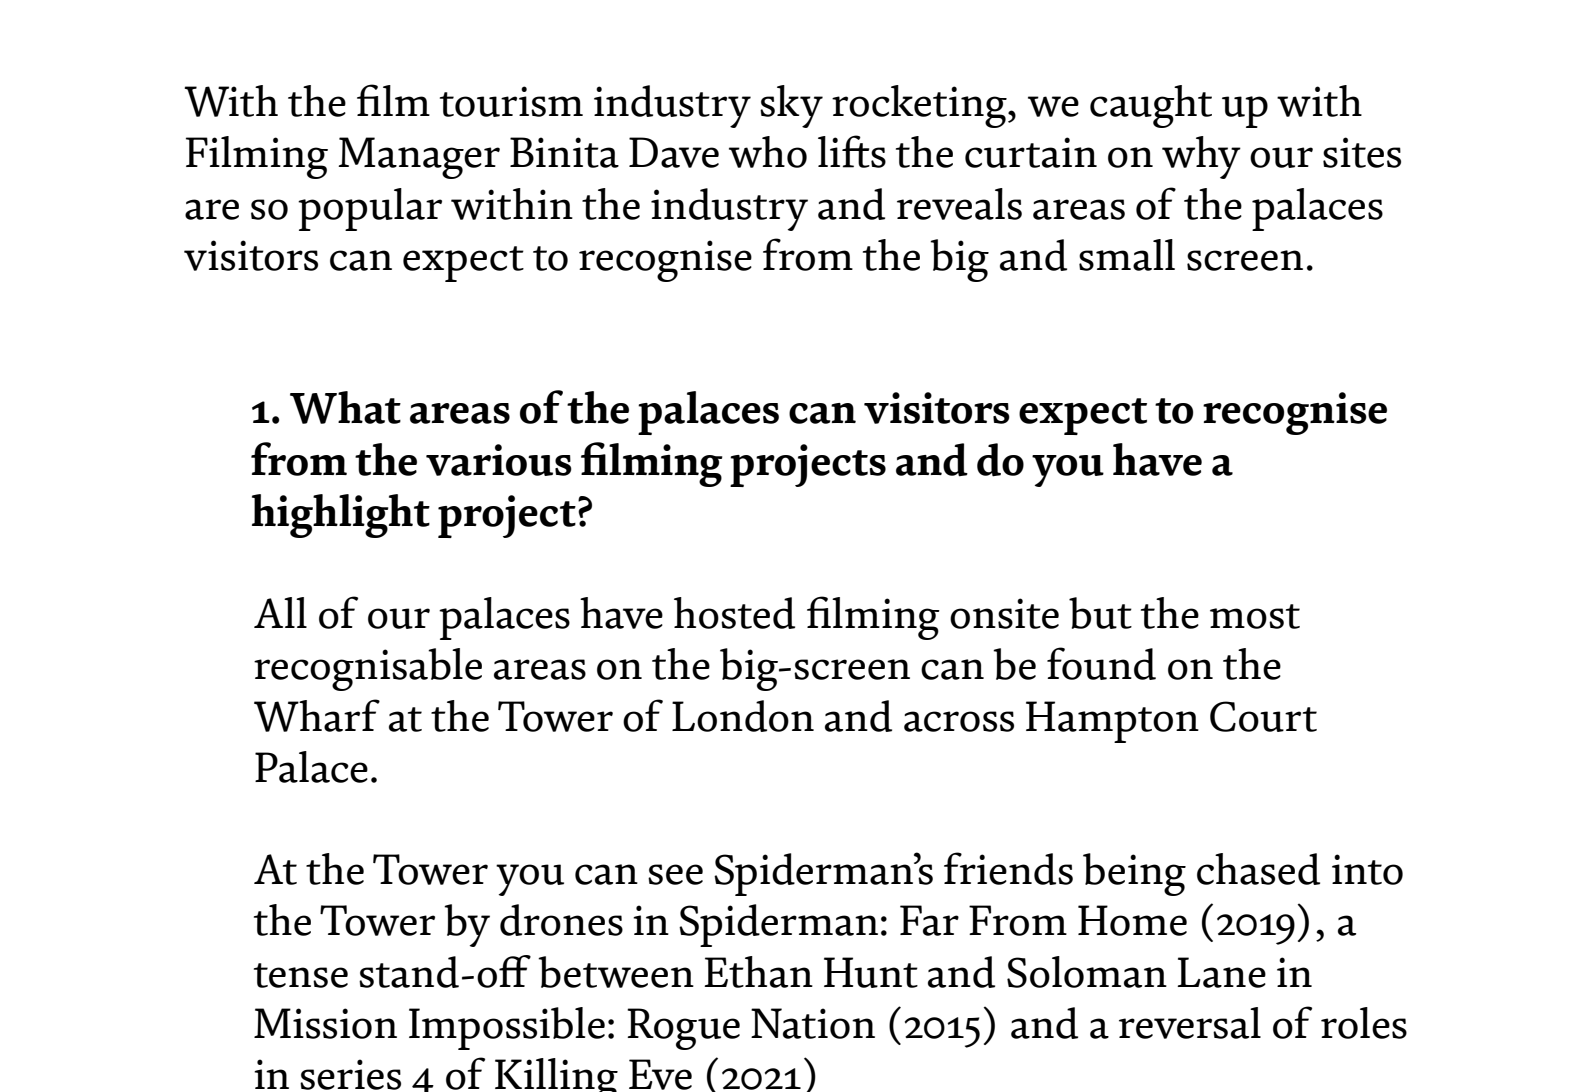 With the film tourism industry sky rocketing, we caught up with
Filming Manager Binita Dave who lifts the curtain on why our sites
are so popular within the industry and reveals areas of the palaces
visitors can expect to recognise from the big and small screen.
1. What areas of the palaces can visitors expect to recognise
from the various filming projects and do you have a
highlight project?
All of our palaces have hosted filming onsite but the most
recognisable areas on the big-screen can be found on the
Wharf at the Tower of London and across Hampton Court
Palace.
At the Tower you can see Spiderman’s friends being chased into
the Tower by drones in Spiderman: Far From Home (2019), a
tense stand-off between Ethan Hunt and Soloman Lane in
Mission Impossible: Rogue Nation (2015) and a reversal of roles
in series 4 of Killing Eve (2021)